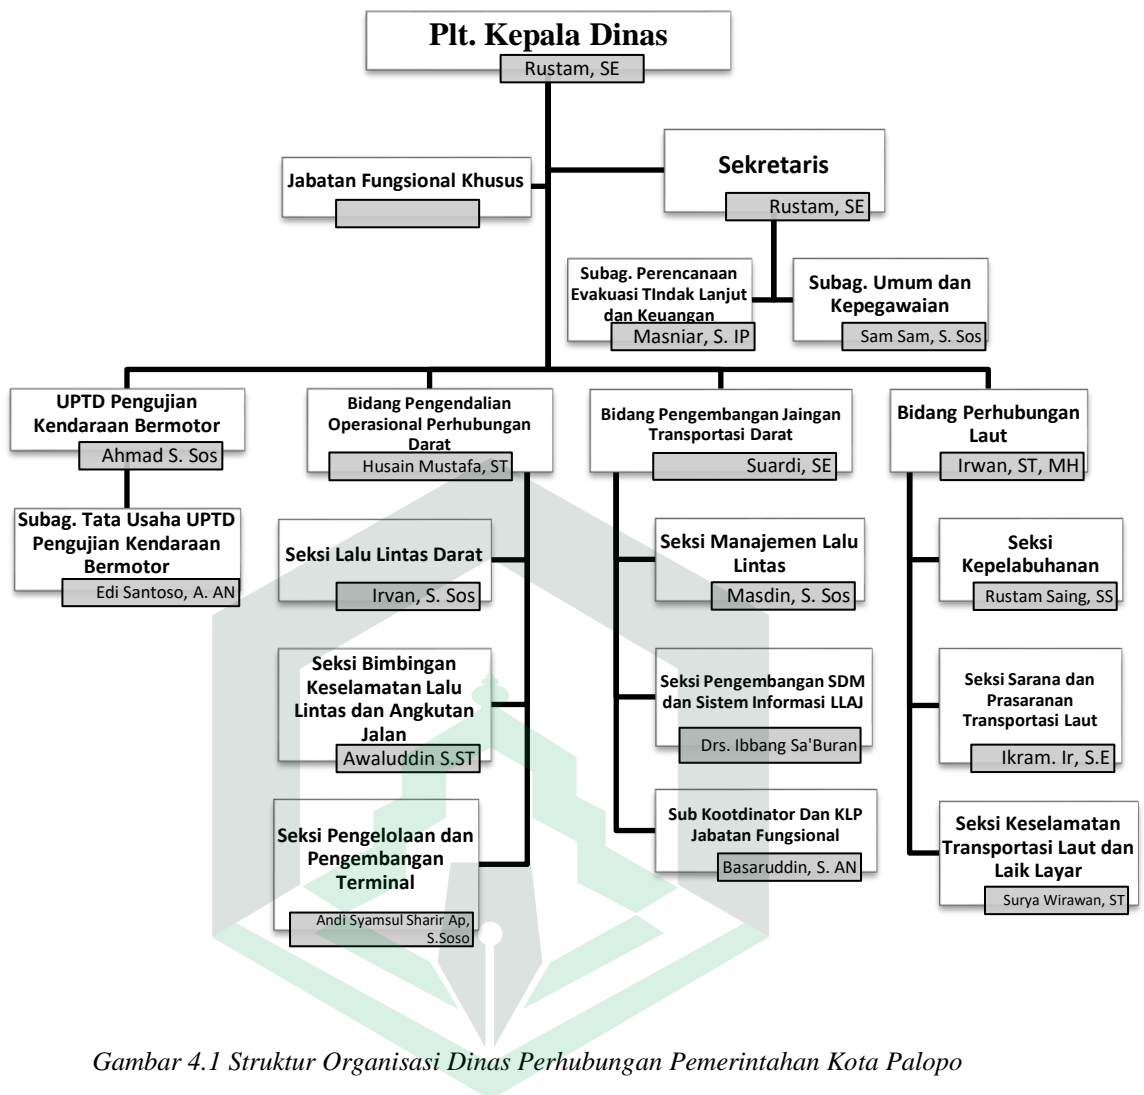 Plt. Kepala Dinas
Rustam, SE
Jabatan Fungsional Khusus
Sekretaris
Rustam, SE
Subag. Perencanaan
Evakuasi TIndak Lanjut
dan Keuangan
Masniar, S. IP
Subag. Umum dan
Kepegawaian
Sam Sam, S. Sos
UPTD Pengujian
Kendaraan Bermotor
Ahmad S. Sos
Subag. Tata Usaha UPTD
Pengujian Kendaraan
Bermotor
Edi Santoso, A. AN
Bidang Pengendalian
Operasional Perhubungan
Darat
Husain Mustafa, ST
Seksi Lalu Lintas Darat
Irvan, S. Sos
Seksi Bimbingan
Keselamatan Lalu
Lintas dan Angkutan
Jalan
Awaluddin S.ST
Seksi Pengelolaan dan
Pengembangan
Terminal
Andi Syamsul Sharir Ap,
S.Soso
Bidang Pengembangan Jaingan
Transportasi Darat
Suardi, SE
Seksi Manajemen Lalu
Lintas
Masdin, S. Sos
Seksi Pengembangan SDM
dan Sistem Informasi LLAJ
Drs. Ibbang Sa'Buran
Sub Kootdinator Dan KLP
Jabatan Fungsional
Basaruddin, S. AN
Bidang Perhubungan
Laut
Irwan, ST, MH
Seksi
Kepelabuhanan
Rustam Saing, SS
Seksi Sarana dan
Prasaranan
Transportasi Laut
Ikram. Ir, S.E
Seksi Keselamatan
Transportasi Laut dan
Laik Layar
Surya Wirawan, ST
Gambar 4.1 Struktur Organisasi Dinas Perhubungan Pemerintahan Kota Palopo